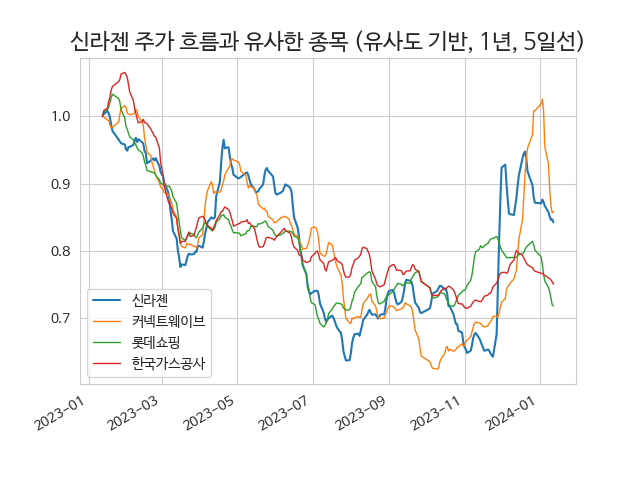 신라젠 주가 흐름과 유사한 종목 (유사도 기반, 1년, 5일선)
1.0
0.9
0.8
0.7
신라젠
커넥트웨이브
롯데쇼핑
한국가스공사
2023-01
2023-03
2023-05
2023-07
2023-09
2023-11
2024-01